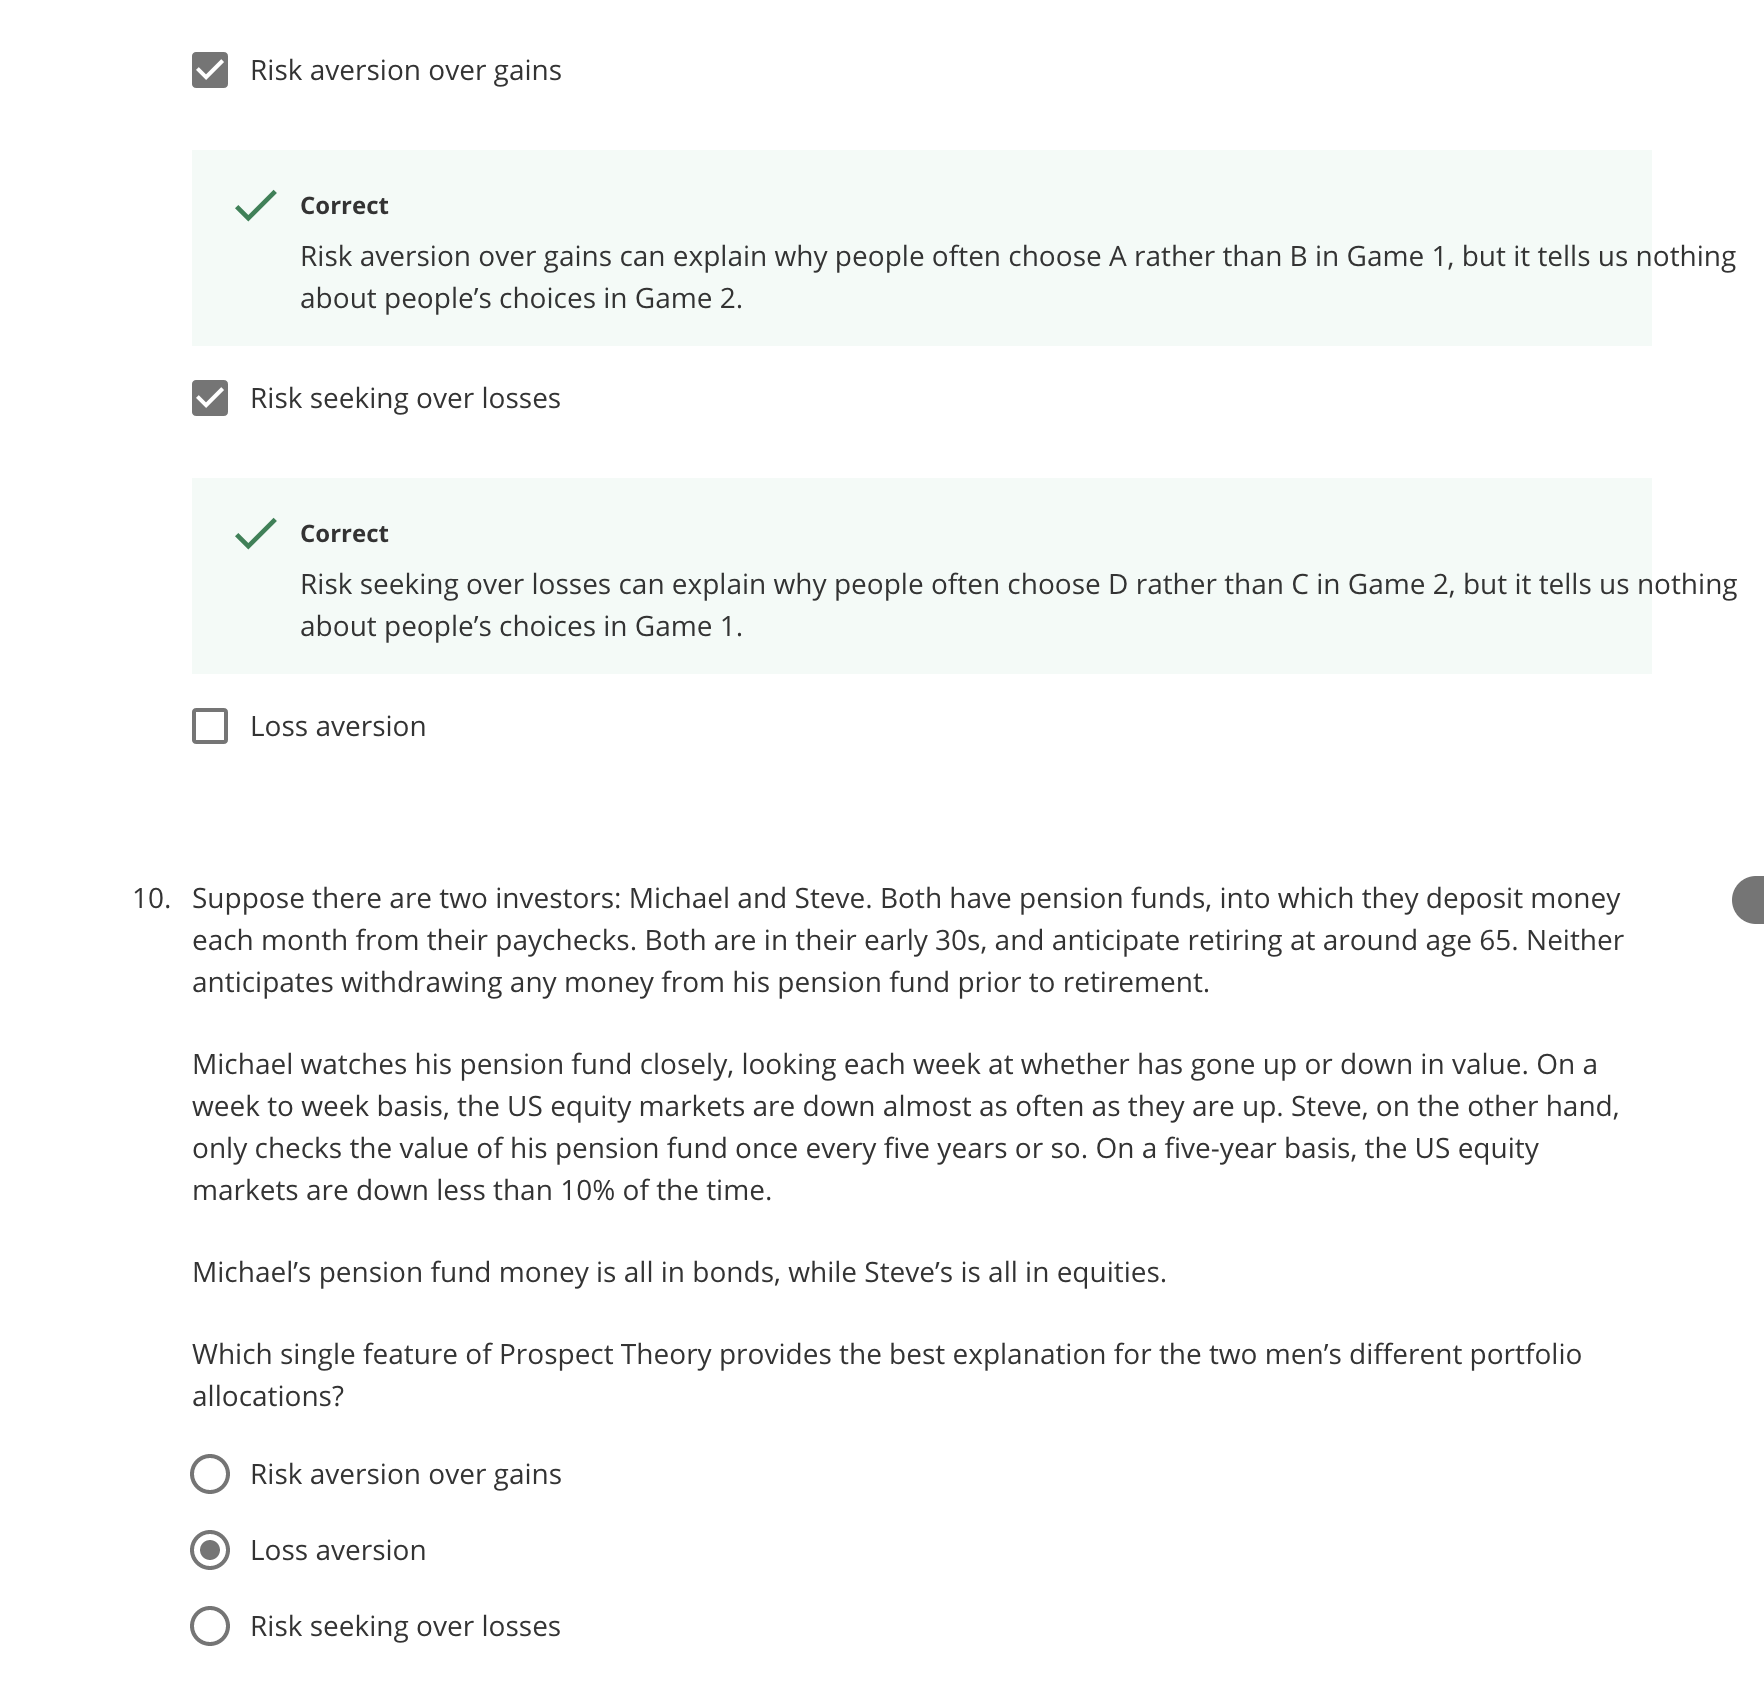 Risk aversion over gains
Correct
Risk aversion over gains can explain why people often choose A rather than B in Game 1, but it tells us nothing
about people’s choices in Game 2.
Risk seeking over losses
Correct
Risk seeking over losses can explain why people often choose D rather than C in Game 2, but it tells us nothing
about people’s choices in Game 1.
Loss aversion
10. Suppose there are two investors: Michael and Steve. Both have pension funds, into which they deposit money
each month from their paychecks. Both are in their early 30s, and anticipate retiring at around age 65. Neither
anticipates withdrawing any money from his pension fund prior to retirement.
Michael watches his pension fund closely, looking each week at whether has gone up or down in value. On a
week to week basis, the US equity markets are down almost as often as they are up. Steve, on the other hand,
only checks the value of his pension fund once every five years or so. On a five-year basis, the US equity
markets are down less than 10% of the time.
Michael’s pension fund money is all in bonds, while Steve’s is all in equities.
Which single feature of Prospect Theory provides the best explanation for the two men’s different portfolio
allocations?
Risk aversion over gains
Loss aversion
Risk seeking over losses